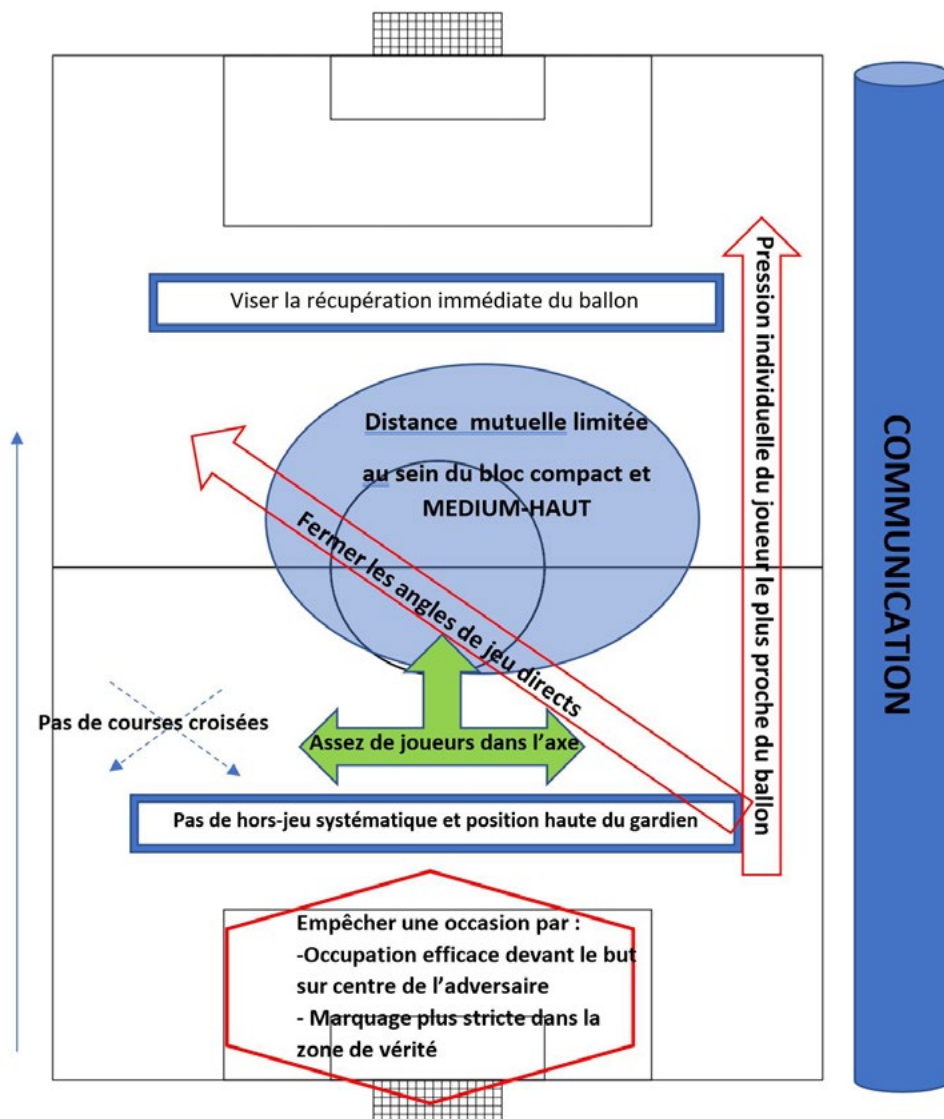 Viser la récupération immédiate du ballon
Distance mutuelle limitée
au sein du bloc compact et
MEDIUM-HAUT
Fermer les angles de jeu directs
Pression individuelle du joueur le plus proche du ballon
COMMUNICATION
Pas de courses croisées
Assez de joueurs dans l’axe
Pas de hors-jeu systématique et position haute du gardien
Empêcher une occasion par :
-Occupation efficace devant le but
sur centre de l’adversaire
- Marquage plus stricte dans la
zone de vérité